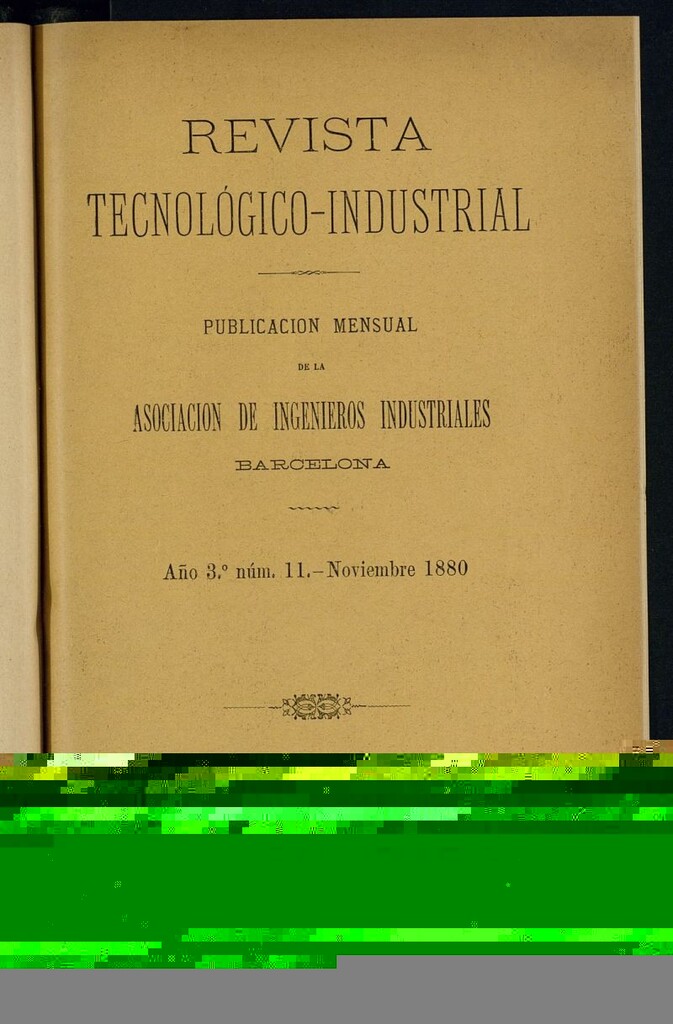 REVISTA
TECNOLÓGICO-INDUSTRIAL
PUBLICACION MENSUAL
DE LA
ASOCIACION DE INGENIEROS INDUSTRIALES
BARCELONA
Año 3.º núm. 11.—Noviembre 1880